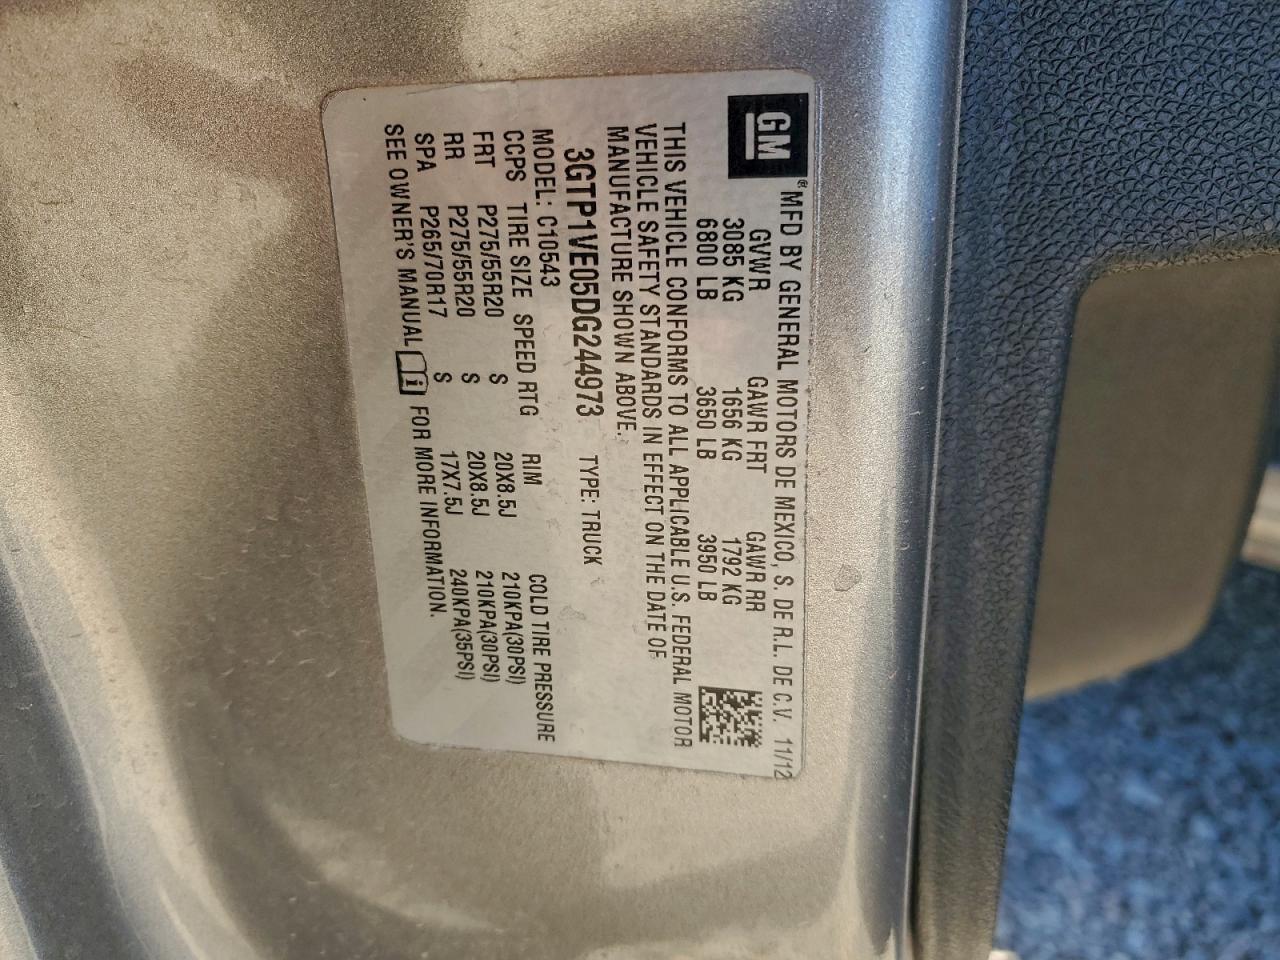 GM® MFD BY GENERAL MOTORS DE MEXICO, S. DE R.L. DE C.V. 11/12
GVWR GAWR FRT GAWR RR
3085 KG 1656 KG 1792 KG
6800 LB 3650 LB 3950 LB
THIS VEHICLE CONFORMS TO ALL APPLICABLE U.S. FEDERAL MOTOR
VEHICLE SAFETY STANDARDS IN EFFECT ON THE DATE OF
MANUFACTURE SHOWN ABOVE.
3GTP1VE05DG244973 TYPE: TRUCK
MODEL: C10543
CCPS TIRE SIZE SPEED RTG RIM COLD TIRE PRESSURE
FRT P275/55R20 S 20X8.5J 210KPA(30PSI)
RR P275/55R20 S 20X8.5J 210KPA(30PSI)
SPA P265/70R17 S 17X7.5J 240KPA(35PSI)
SEE OWNER'S MANUAL i FOR MORE INFORMATION.